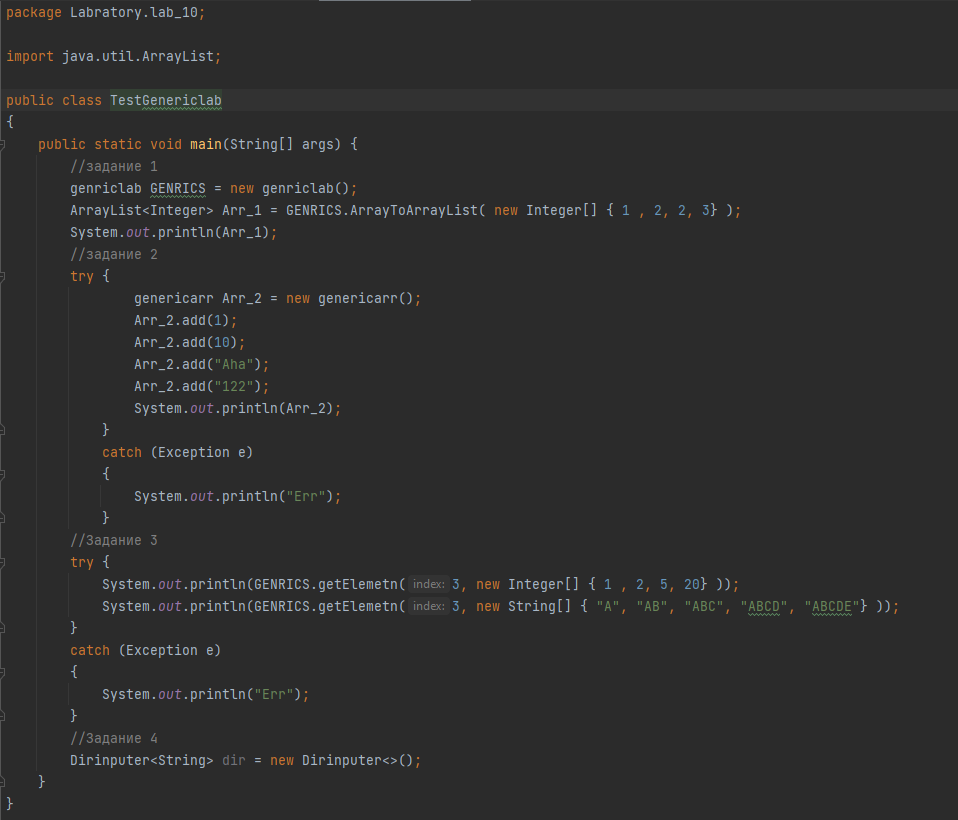 package Labratory.lab_10;
import java.util.ArrayList;
public class TestGenericlab
{
public static void main(String[] args) {
//задание 1
genriclab GENRICS = new genriclab();
ArrayList<Integer> Arr_1 = GENRICS.ArrayToArrayList( new Integer[] { 1 , 2, 2, 3} );
System.out.println(Arr_1);
//задание 2
try {
genericarr Arr_2 = new genericarr();
Arr_2.add(1);
Arr_2.add(10);
Arr_2.add("Aha");
Arr_2.add("122");
System.out.println(Arr_2);
}
catch (Exception e)
{
System.out.println("Err");
}
//Задание 3
try {
System.out.println(GENRICS.getElemetn( index: 3, new Integer[] { 1 , 2, 5, 20} ));
System.out.println(GENRICS.getElemetn( index: 3, new String[] { "A", "AB", "ABC", "ABCD", "ABCDE"} ));
}
catch (Exception e)
{
System.out.println("Err");
}
//Задание 4
Dirinputer<String> dir = new Dirinputer<>();
}
}